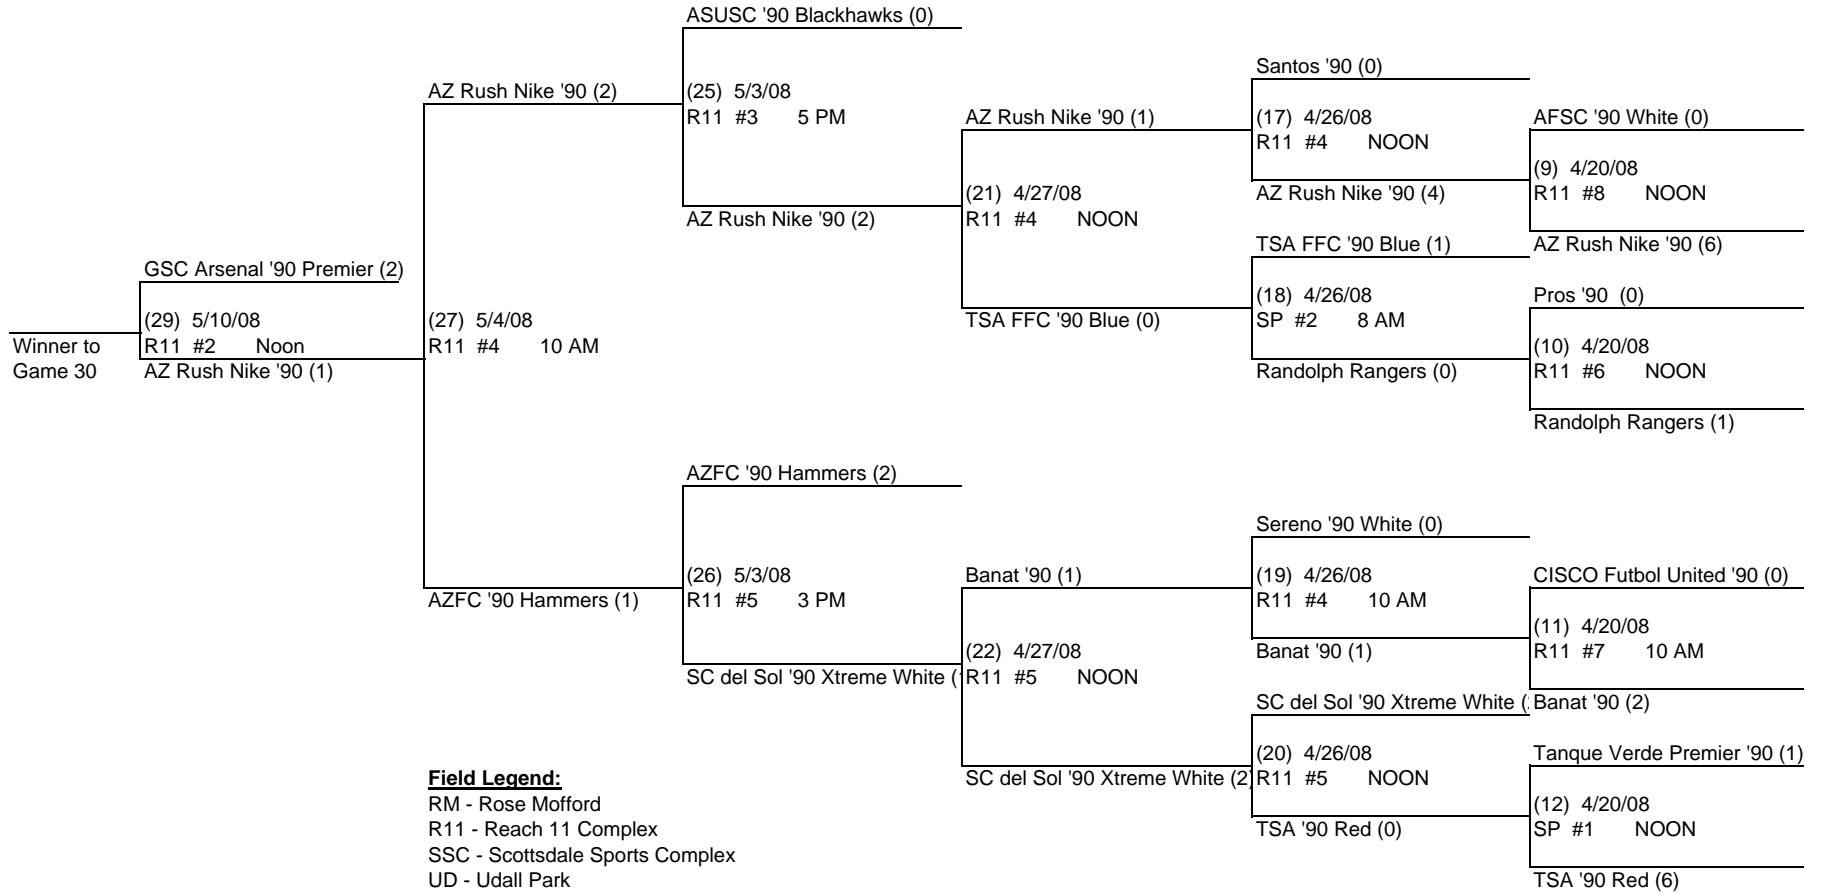 ASUSC '90 Blackhawks (0)
Santos '90 (0)
AZ Rush Nike '90 (2)
(25) 5/3/08
R11 #3 5 PM
AZ Rush Nike '90 (1)
(17) 4/26/08
R11 #4 NOON
AFSC '90 White (0)
(9) 4/20/08
R11 #8 NOON
(21) 4/27/08
R11 #4 NOON
AZ Rush Nike '90 (4)
AZ Rush Nike '90 (2)
TSA FFC '90 Blue (1)
AZ Rush Nike '90 (6)
GSC Arsenal '90 Premier (2)
(18) 4/26/08
SP #2 8 AM
Pros '90 (0)
(29) 5/10/08
R11 #2 Noon
(27) 5/4/08
R11 #4 10 AM
TSA FFC '90 Blue (0)
Winner to
Game 30
AZ Rush Nike '90 (1)
(10) 4/20/08
R11 #6 NOON
Randolph Rangers (0)
Randolph Rangers (1)
AZFC '90 Hammers (2)
Sereno '90 White (0)
(26) 5/3/08
R11 #5 3 PM
Banat '90 (1)
(19) 4/26/08
R11 #4 10 AM
CISCO Futbol United '90 (0)
AZFC '90 Hammers (1)
(11) 4/20/08
R11 #7 10 AM
(22) 4/27/08
R11 #5 NOON
Banat '90 (1)
SC del Sol '90 Xtreme White
SC del Sol '90 Xtreme White
Banat '90 (2)
(20) 4/26/08
R11 #5 NOON
Tanque Verde Premier '90 (1)
SC del Sol '90 Xtreme White (2)
(12) 4/20/08
SP #1 NOON
TSA '90 Red (0)
TSA '90 Red (6)
Field Legend:
RM - Rose Mofford
R11 - Reach 11 Complex
SSC - Scottsdale Sports Complex
UD - Udall Park